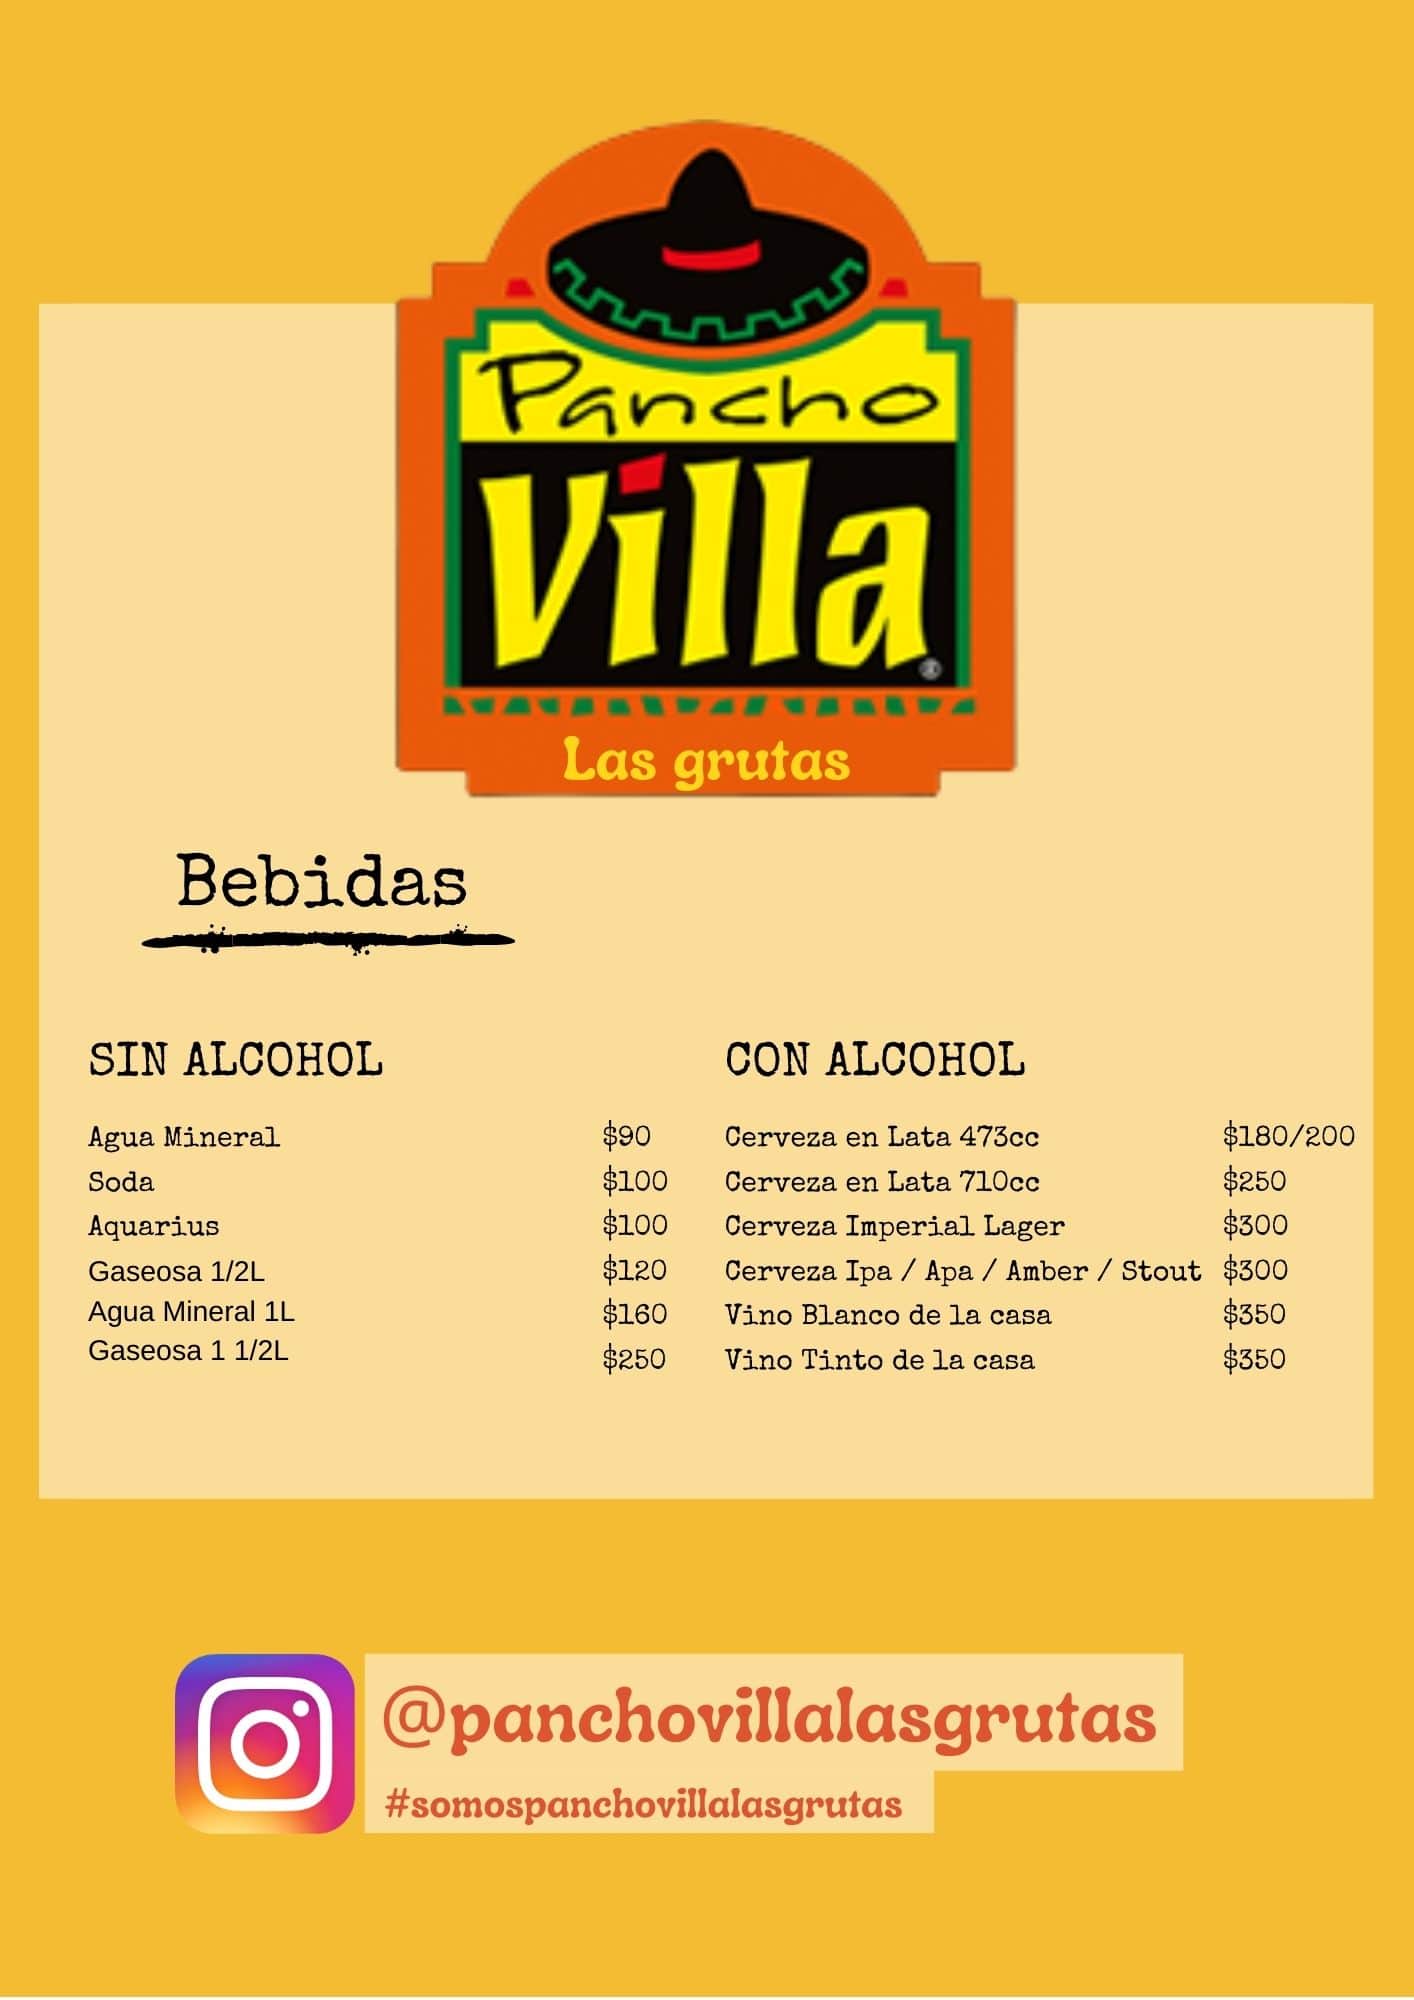 Pancho
Villa
®
Las grutas
Bebidas
SIN ALCOHOL
Agua Mineral $90
Soda $100
Aquarius $100
Gaseosa 1/2L $120
Agua Mineral 1L $160
Gaseosa 1 1/2L $250
CON ALCOHOL
Cerveza en Lata 473cc $180/200
Cerveza en Lata 710cc $250
Cerveza Imperial Lager $300
Cerveza Ipa / Apa / Amber / Stout $300
Vino Blanco de la casa $350
Vino Tinto de la casa $350
@panchovillalasgrutas
#somospanchovillalasgrutas